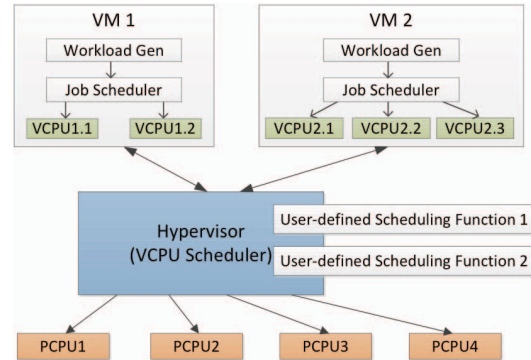 VM 1
Workload Gen
Job Scheduler
VCPU1.1
VCPU1.2
VM 2
Workload Gen
Job Scheduler
VCPU2.1
VCPU2.2
VCPU2.3
Hypervisor
(VCPU Scheduler)
User-defined Scheduling Function 1
User-defined Scheduling Function 2
PCPU1
PCPU2
PCPU3
PCPU4